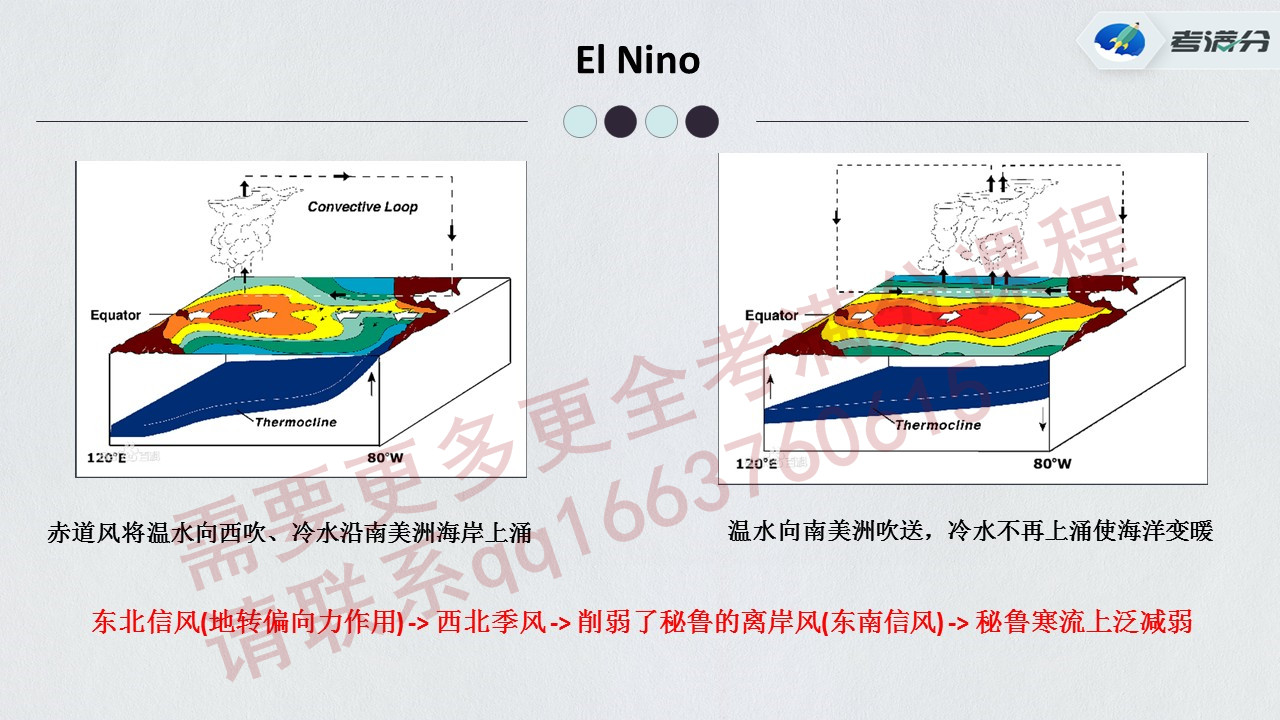 El Nino
考满分
Convective Loop
Equator
Thermocline
120°E
80°W
Equator
Thermocline
120°E
80°W
赤道风将温水向西吹、冷水沿南美洲海岸上涌
温水向南美洲吹送，冷水不再上涌使海洋变暖
东北信风(地转偏向力作用)-> 西北季风 -> 削弱了秘鲁的离岸风(东南信风) -> 秘鲁寒流上泛减弱
需要更多更全考满分课程
请联系qq1663760615